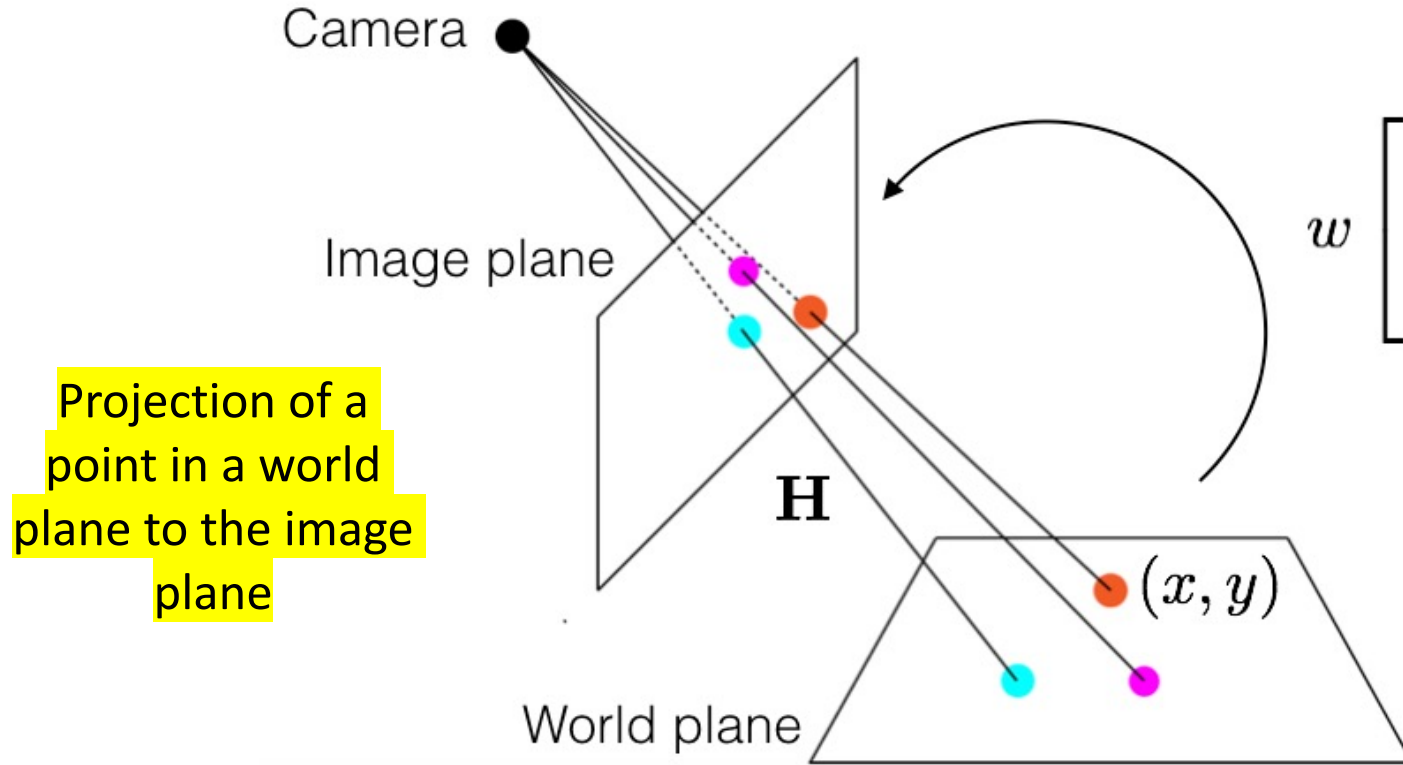 Camera
w
Image plane
Projection of a
point in a world
plane to the image
plane
H
(x, y)
World plane